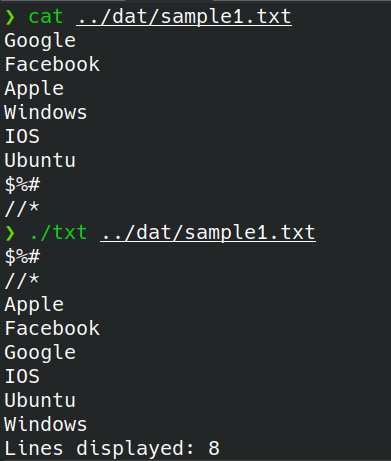 ❯ cat ../dat/sample1.txt
Google
Facebook
Apple
Windows
IOS
Ubuntu
$%#
//*
❯ ./txt ../dat/sample1.txt
$%#
//*
Apple
Facebook
Google
IOS
Ubuntu
Windows
Lines displayed: 8